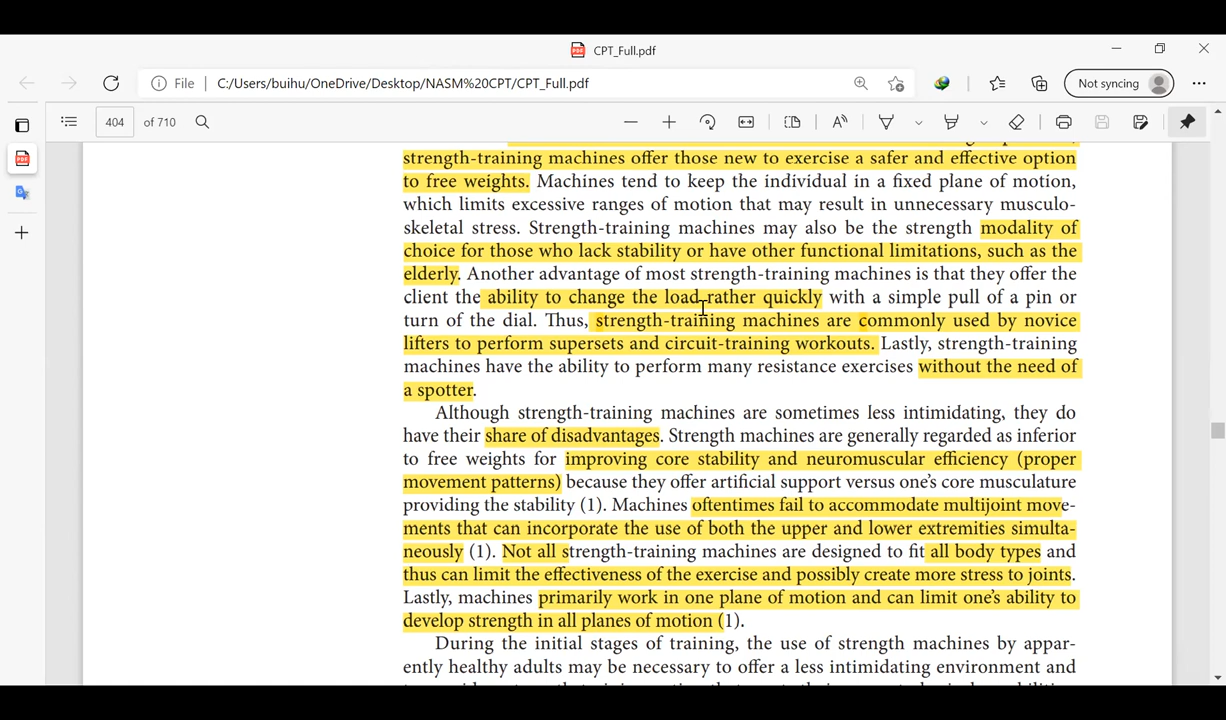 CPT_Full.pdf
File | C:/Users/buihu/OneDrive/Desktop/NASM%20CPT/CPT_Full.pdf
Not syncing
404 of 710
strength-training machines offer those new to exercise a safer and effective option
to free weights. Machines tend to keep the individual in a fixed plane of motion,
which limits excessive ranges of motion that may result in unnecessary musculo-
skeletal stress. Strength-training machines may also be the strength modality of
choice for those who lack stability or have other functional limitations, such as the
elderly. Another advantage of most strength-training machines is that they offer the
client the ability to change the load rather quickly with a simple pull of a pin or
turn of the dial. Thus, strength-training machines are commonly used by novice
lifters to perform supersets and circuit-training workouts. Lastly, strength-training
machines have the ability to perform many resistance exercises without the need of
a spotter.
Although strength-training machines are sometimes less intimidating, they do
have their share of disadvantages. Strength machines are generally regarded as inferior
to free weights for improving core stability and neuromuscular efficiency (proper
movement patterns) because they offer artificial support versus one's core musculature
providing the stability (1). Machines oftentimes fail to accommodate multijoint move-
ments that can incorporate the use of both the upper and lower extremities simulta-
neously (1). Not all strength-training machines are designed to fit all body types and
thus can limit the effectiveness of the exercise and possibly create more stress to joints.
Lastly, machines primarily work in one plane of motion and can limit one's ability to
develop strength in all planes of motion (1).
During the initial stages of training, the use of strength machines by appar-
ently healthy adults may be necessary to offer a less intimidating environment and